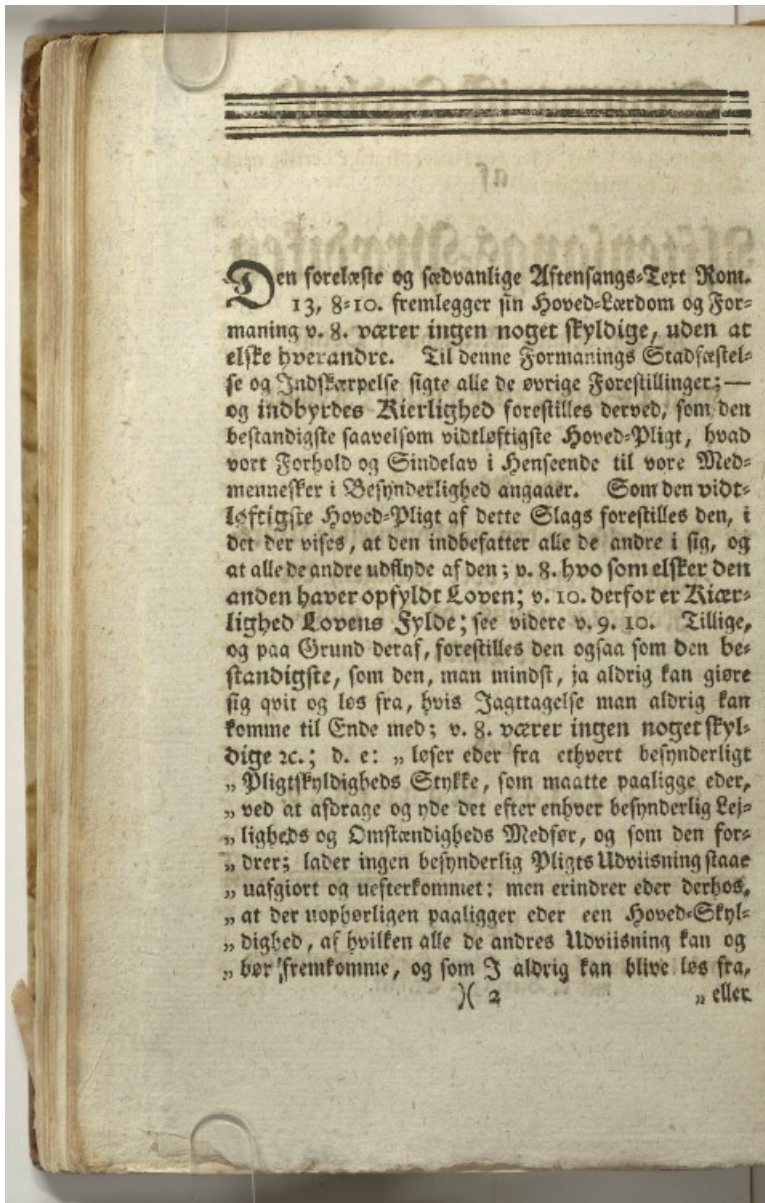 Den forelæste og sædvanlige Aftensangs-Text Rom.
13, 8-10. fremlegger sin Hoved-Lærdom og For-
maning v. 8. værer ingen noget skyldige, uden at
elske hverandre. Til denne Formanings Stadfæstel-
se og Indskærpelse sigte alle de øvrige Forestillinger; —
og indbyrdes Kierlighed forestilles derved, som den
bestandigste saavelsom vidtløftigste Hoved-Pligt, hvad
vort Forhold og Sindelav i Henseende til vore Med-
mennesker i Besynderlighed angaaer. Som den vidt-
løftigste Hoved-Pligt af dette Slags forestilles den, i
det der vises, at den indbefatter alle de andre i sig, og
at alle de andre udflyde af den; v. 8. hvo som elsker den
anden haver opfyldt Loven; v. 10. derfor er Kiær-
lighed Lovens Fylde; see videre v. 9. 10. Tillige,
og paa Grund deraf, forestilles den ogsaa som den be-
standigste, som den, man mindst, ja aldrig kan giøre
sig qvit og løs fra, hvis Jagttagelse man aldrig kan
komme til Ende med; v. 8. værer ingen noget skyl-
dige ꝛc.; d. e: „ løser eder fra ethvert besynderligt
„ Pligtskyldigheds Stykke, som maatte paaligge eder,
„ ved at afdrage og yde det efter enhver besynderlig Lej-
„ ligheds og Omstændigheds Medfør, og som den for-
„ drer; lader ingen besynderlig Pligts Udviisning staae
„ uafgiort og uefterkommet: men erindrer eder derhos,
„ at der uophørligen paaligger eder een Hoved-Skyl-
„ dighed, af hvilken alle de andres Udviisning kan og
„ bør fremkomme, og som I aldrig kan blive løs fra,
)( 2 „ eller